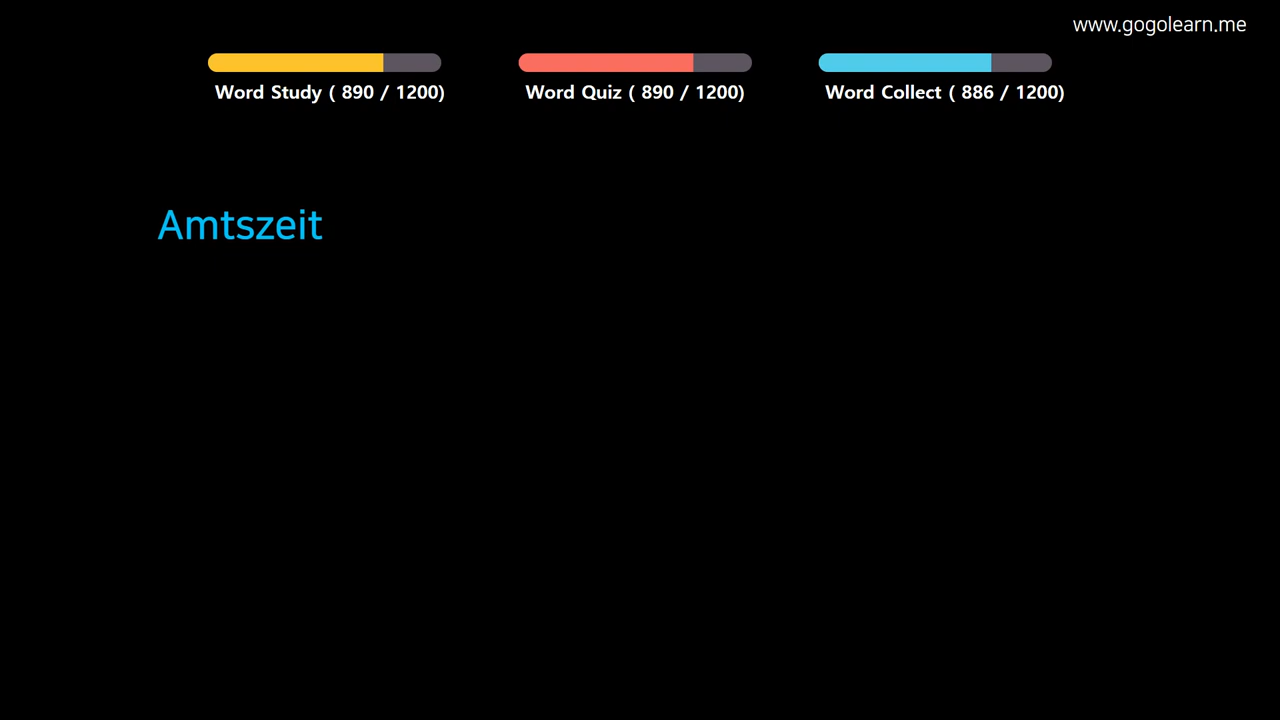 www.gogolearn.me
Word Study ( 890 / 1200)
Word Quiz ( 890 / 1200)
Word Collect ( 886 / 1200)
Amtszeit